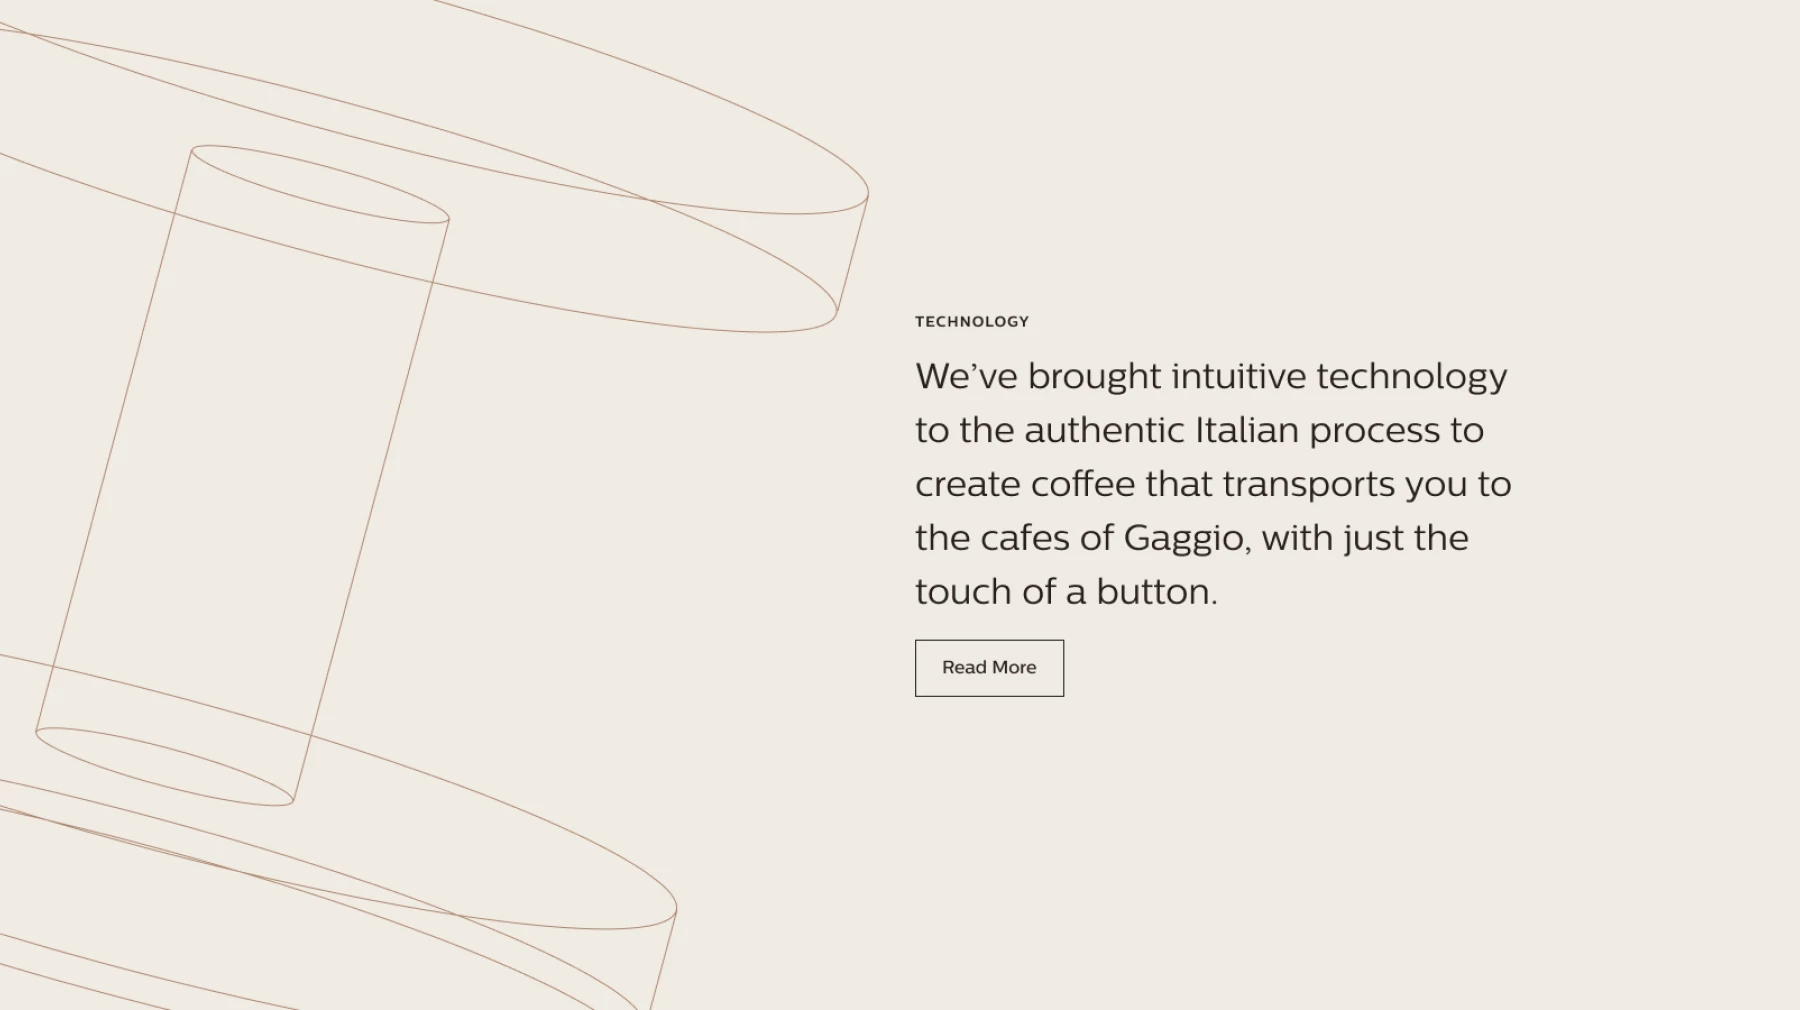 TECHNOLOGY
We’ve brought intuitive technology
to the authentic Italian process to
create coffee that transports you to
the cafes of Gaggio, with just the
touch of a button.
Read More